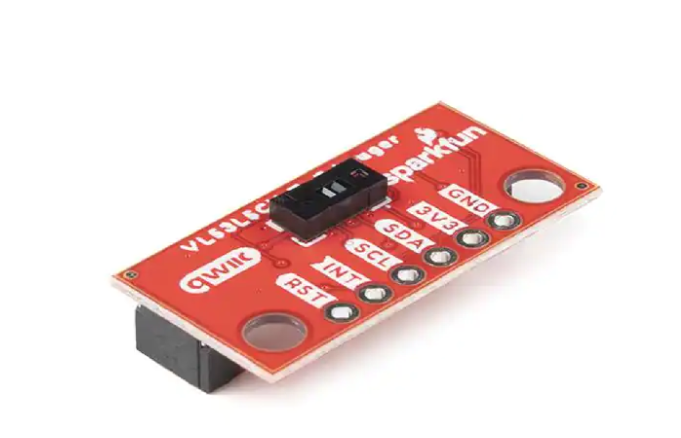 sparkfun
qwiic
RST
INT
SCL
SDA
3V3
GND